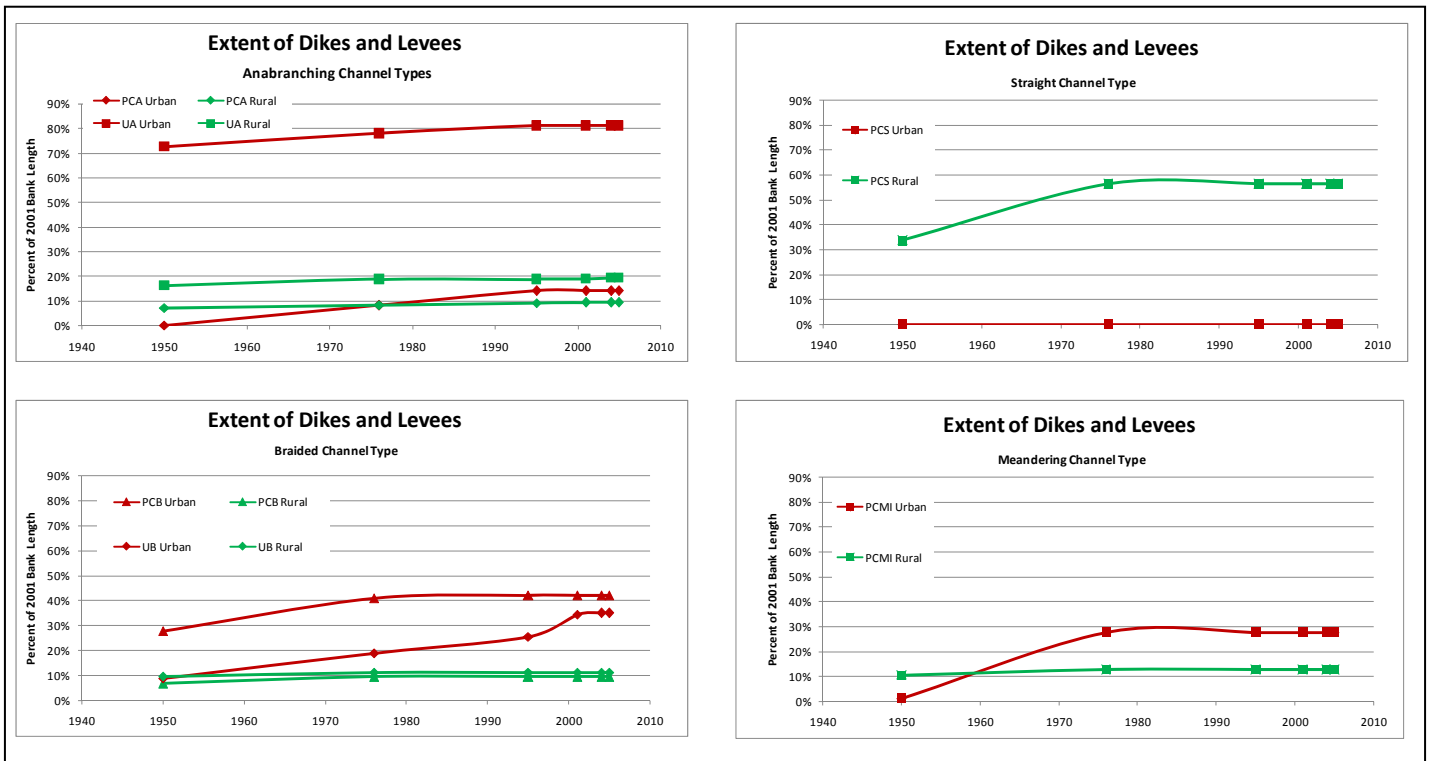 Extent of Dikes and Levees
Anabranching Channel Types
PCA Urban PCA Rural
UA Urban UA Rural
Percent of 2001 Bank Length
90%
80%
70%
60%
50%
40%
30%
20%
10%
0%
1940 1950 1960 1970 1980 1990 2000 2010
Extent of Dikes and Levees
Straight Channel Type
PCS Urban
PCS Rural
Percent of 2001 Bank Length
90%
80%
70%
60%
50%
40%
30%
20%
10%
0%
1940 1950 1960 1970 1980 1990 2000 2010
Extent of Dikes and Levees
Braided Channel Type
PCB Urban PCB Rural
UB Urban UB Rural
Percent of 2001 Bank Length
90%
80%
70%
60%
50%
40%
30%
20%
10%
0%
1940 1950 1960 1970 1980 1990 2000 2010
Extent of Dikes and Levees
Meandering Channel Type
PCMI Urban
PCMI Rural
Percent of 2001 Bank Length
90%
80%
70%
60%
50%
40%
30%
20%
10%
0%
1940 1950 1960 1970 1980 1990 2000 2010